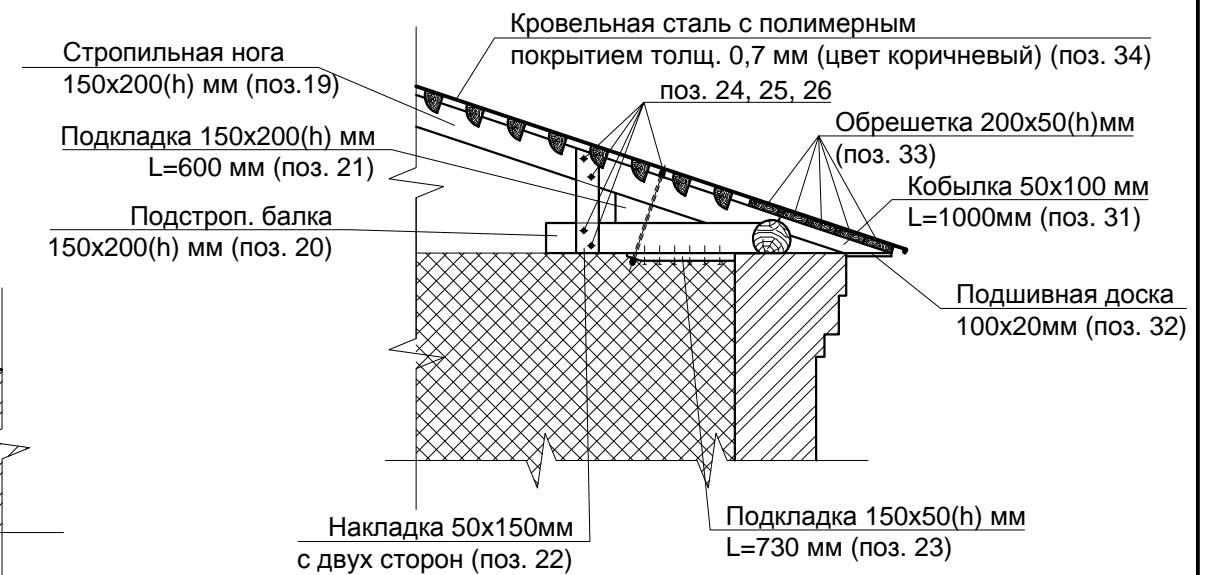 Кровельная сталь с полимерным
покрытием толщ. 0,7 мм (цвет коричневый) (поз. 34)
Стропильная нога
150х200(h) мм (поз.19)
поз. 24, 25, 26
Подкладка 150х200(h) мм
L=600 мм (поз. 21)
Обрешетка 200х50(h)мм
(поз. 33)
Кобылка 50х100 мм
L=1000мм (поз. 31)
Подстроп. балка
150х200(h) мм (поз. 20)
Подшивная доска
100х20мм (поз. 32)
Накладка 50х150мм
с двух сторон (поз. 22)
Подкладка 150х50(h) мм
L=730 мм (поз. 23)